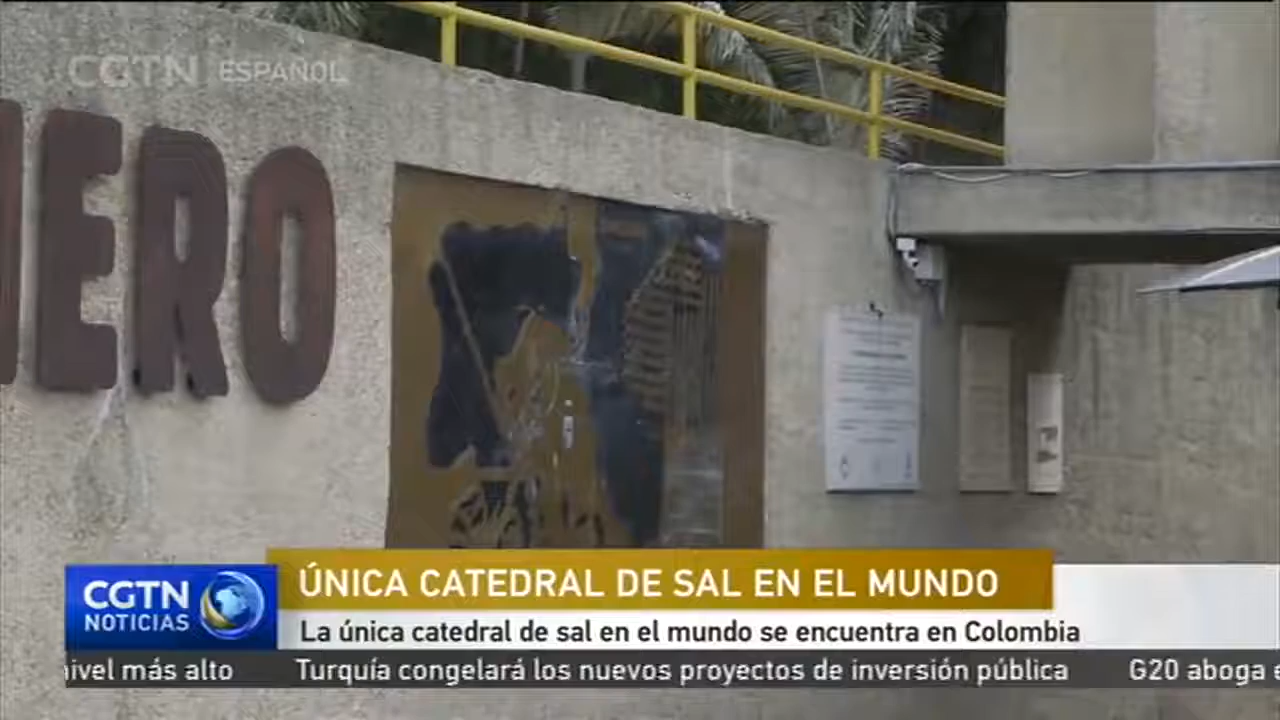 CGTN ESPAÑOL
ERO
ÚNICA CATEDRAL DE SAL EN EL MUNDO
CGTN
NOTICIAS
La única catedral de sal en el mundo se encuentra en Colombia
nivel más alto Turquía congelará los nuevos proyectos de inversión pública G20 aboga